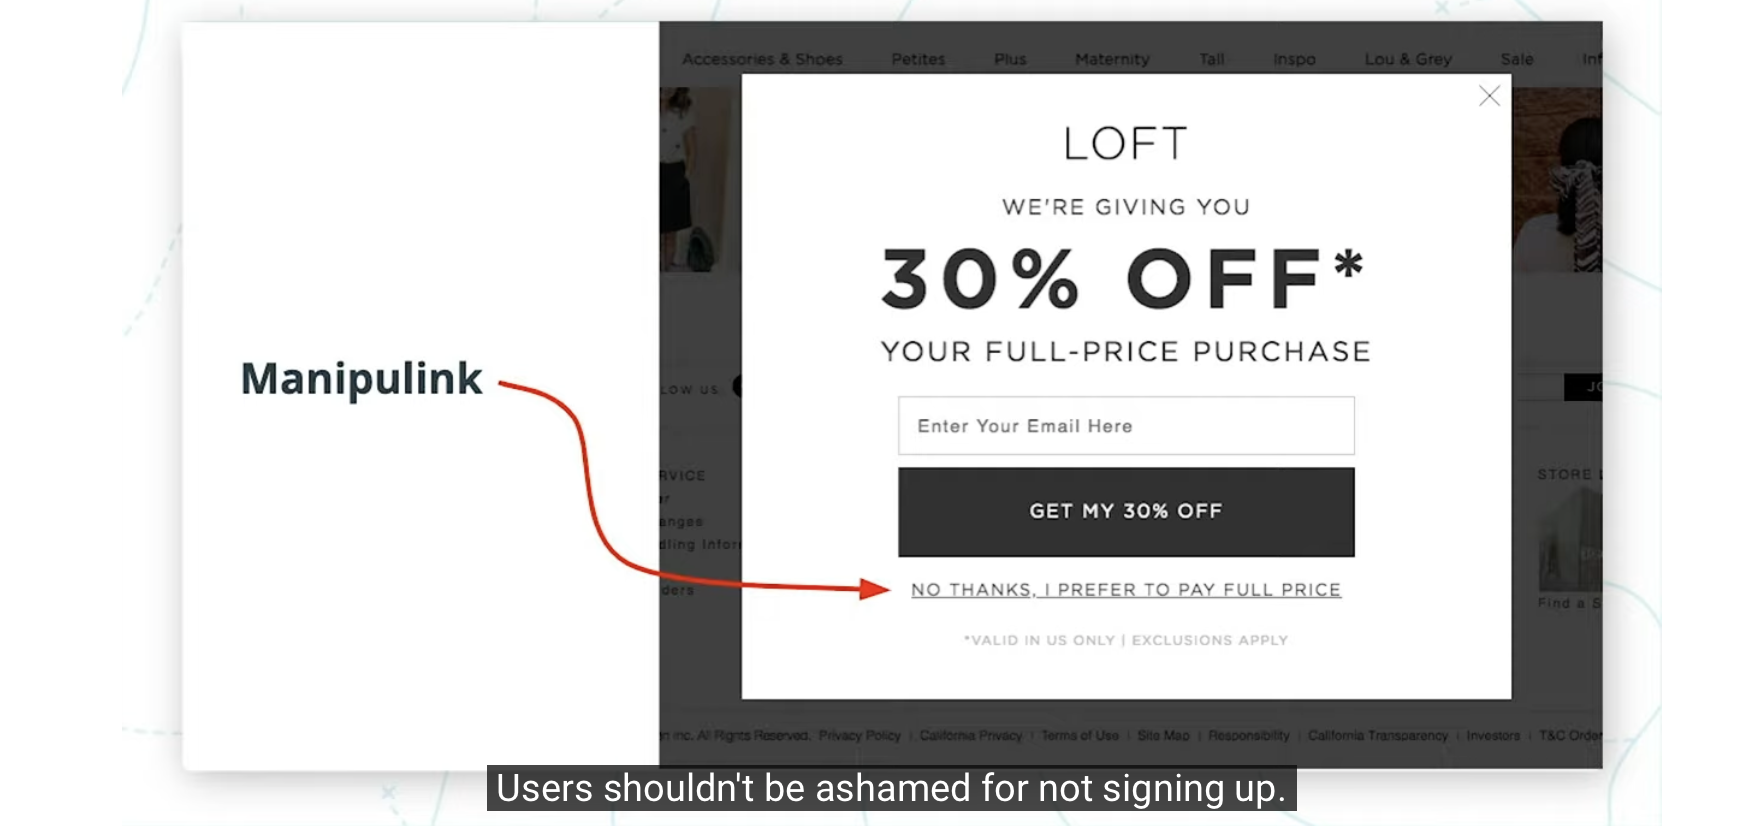 Accessories & Shoes Petites Plus Maternity Tall Inspo Lou & Grey Sale Inf
LOFT
WE'RE GIVING YOU
30% OFF*
YOUR FULL-PRICE PURCHASE
Manipulink
LOW US
Enter Your Email Here
JO
GET MY 30% OFF
RVICE
er
anges
dling Inform
ders
STORE
Find a S
NO THANKS, I PREFER TO PAY FULL PRICE
*VALID IN US ONLY | EXCLUSIONS APPLY
inc. All Rights Reserved. Privacy Policy | California Privacy | Terms of Use | Site Map | Responsibility | California Transparency | Investors | T&C Order
Users shouldn't be ashamed for not signing up.